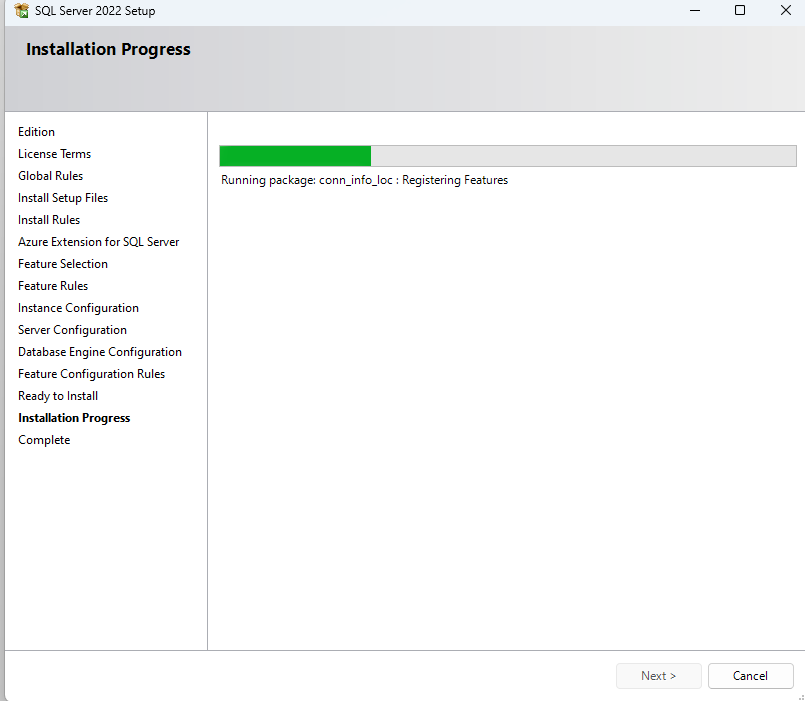 SQL Server 2022 Setup
Installation Progress
Edition
License Terms
Global Rules
Install Setup Files
Install Rules
Azure Extension for SQL Server
Feature Selection
Feature Rules
Instance Configuration
Server Configuration
Database Engine Configuration
Feature Configuration Rules
Ready to Install
Installation Progress
Complete
Running package: conn_info_loc : Registering Features
Next >
Cancel